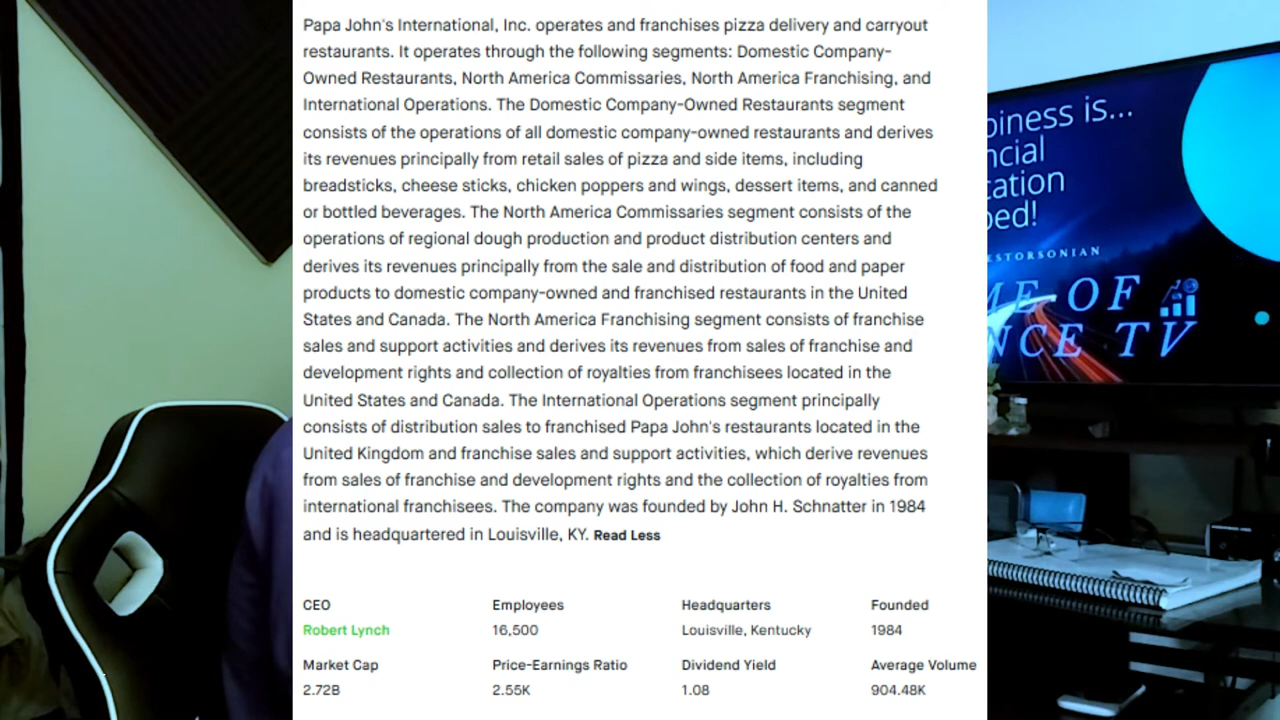 Papa John's International, Inc. operates and franchises pizza delivery and carryout
restaurants. It operates through the following segments: Domestic Company-
Owned Restaurants, North America Commissaries, North America Franchising, and
International Operations. The Domestic Company-Owned Restaurants segment
consists of the operations of all domestic company-owned restaurants and derives
its revenues principally from retail sales of pizza and side items, including
breadsticks, cheese sticks, chicken poppers and wings, dessert items, and canned
or bottled beverages. The North America Commissaries segment consists of the
operations of regional dough production and product distribution centers and
derives its revenues principally from the sale and distribution of food and paper
products to domestic company-owned and franchised restaurants in the United
States and Canada. The North America Franchising segment consists of franchise
sales and support activities and derives its revenues from sales of franchise and
development rights and collection of royalties from franchisees located in the
United States and Canada. The International Operations segment principally
consists of distribution sales to franchised Papa John's restaurants located in the
United Kingdom and franchise sales and support activities, which derive revenues
from sales of franchise and development rights and the collection of royalties from
international franchisees. The company was founded by John H. Schnatter in 1984
and is headquartered in Louisville, KY. Read Less
CEO Employees Headquarters Founded
Robert Lynch 16,500 Louisville, Kentucky 1984
Market Cap Price-Earnings Ratio Dividend Yield Average Volume
2.72B 2.55K 1.08 904.48K
piness is...
ncial
cation
ped!
ESTORSONIAN
ME OF
NCE TV